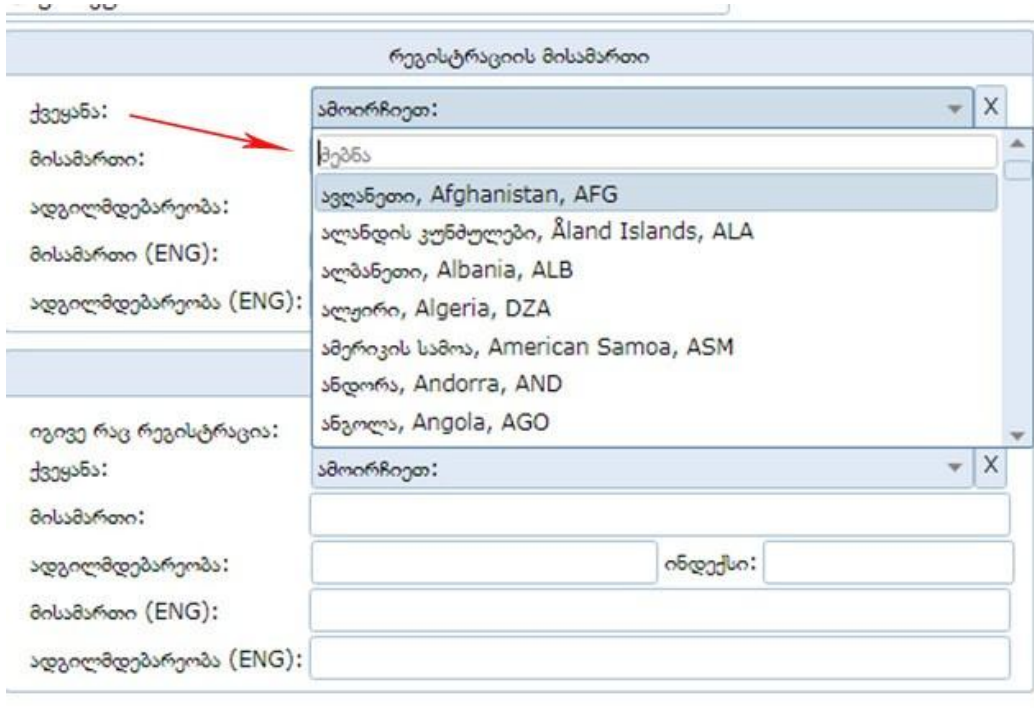 რეგისტრაციის მისამართი
ქვეყანა: ამოირჩიეთ: X
მისამართი: ძებნა
ავღანეთი, Afghanistan, AFG
ადგილმდებარეობა: ალანდის კუნძულები, Åland Islands, ALA
მისამართი (ENG): ალბანეთი, Albania, ALB
ადგილმდებარეობა (ENG): ალჟირი, Algeria, DZA
ამერიკის სამოა, American Samoa, ASM
ანდორა, Andorra, AND
ანგოლა, Angola, AGO
იგივე რაც რეგისტრაცია:
ქვეყანა: ამოირჩიეთ: X
მისამართი:
ადგილმდებარეობა: ინდექსი:
მისამართი (ENG):
ადგილმდებარეობა (ENG):